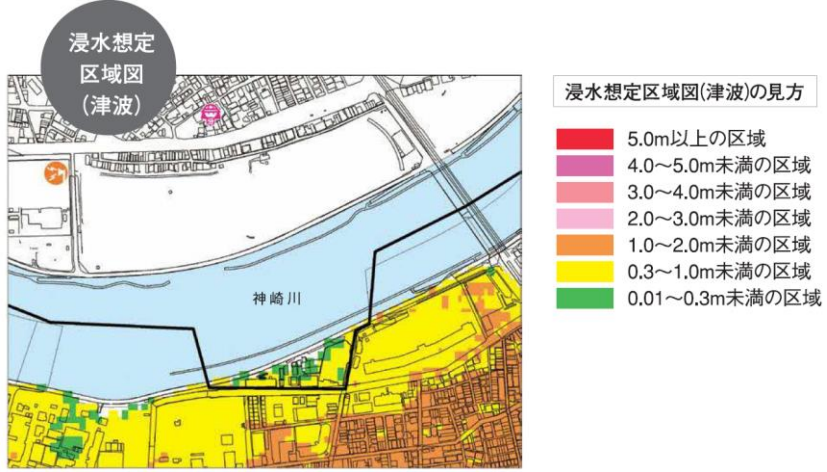 浸水想定
区域図
(津波)
神崎川
浸水想定区域図(津波)の見方
5.0m以上の区域
4.0〜5.0m未満の区域
3.0〜4.0m未満の区域
2.0〜3.0m未満の区域
1.0〜2.0m未満の区域
0.3〜1.0m未満の区域
0.01〜0.3m未満の区域